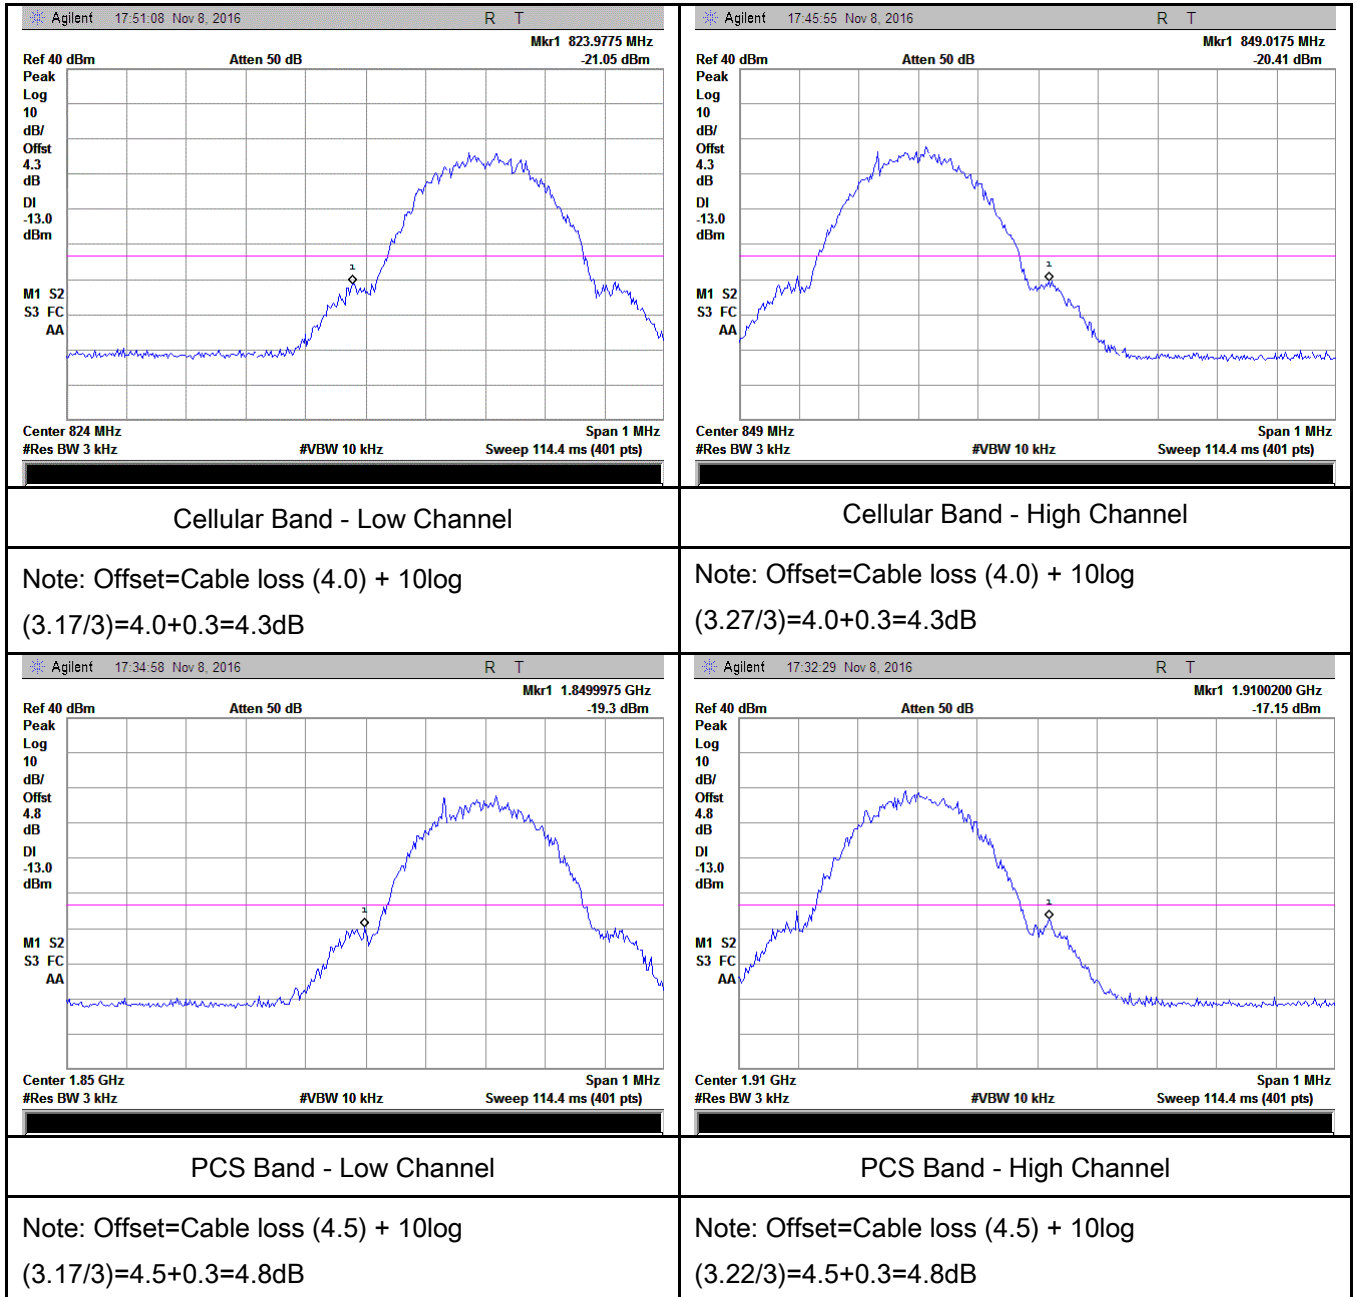 Agilent 17:51:08 Nov 8, 2016 R T
Mkr1 823.9775 MHz
Ref 40 dBm Atten 50 dB -21.05 dBm
Peak
Log
10
dB/
Offst
4.3
dB
DI
-13.0
dBm
1
M1 S2
S3 FC
AA
Center 824 MHz Span 1 MHz
#Res BW 3 kHz #VBW 10 kHz Sweep 114.4 ms (401 pts)
Agilent 17:45:55 Nov 8, 2016 R T
Mkr1 849.0175 MHz
Ref 40 dBm Atten 50 dB -20.41 dBm
Peak
Log
10
dB/
Offst
4.3
dB
DI
-13.0
dBm
1
M1 S2
S3 FC
AA
Center 849 MHz Span 1 MHz
#Res BW 3 kHz #VBW 10 kHz Sweep 114.4 ms (401 pts)
Cellular Band - Low Channel
Cellular Band - High Channel
Note: Offset=Cable loss (4.0) + 10log
(3.17/3)=4.0+0.3=4.3dB
Note: Offset=Cable loss (4.0) + 10log
(3.27/3)=4.0+0.3=4.3dB
Agilent 17:34:58 Nov 8, 2016 R T
Mkr1 1.8499975 GHz
Ref 40 dBm Atten 50 dB -19.3 dBm
Peak
Log
10
dB/
Offst
4.8
dB
DI
-13.0
dBm
1
M1 S2
S3 FC
AA
Center 1.85 GHz Span 1 MHz
#Res BW 3 kHz #VBW 10 kHz Sweep 114.4 ms (401 pts)
Agilent 17:32:29 Nov 8, 2016 R T
Mkr1 1.9100200 GHz
Ref 40 dBm Atten 50 dB -17.15 dBm
Peak
Log
10
dB/
Offst
4.8
dB
DI
-13.0
dBm
1
M1 S2
S3 FC
AA
Center 1.91 GHz Span 1 MHz
#Res BW 3 kHz #VBW 10 kHz Sweep 114.4 ms (401 pts)
PCS Band - Low Channel
PCS Band - High Channel
Note: Offset=Cable loss (4.5) + 10log
(3.17/3)=4.5+0.3=4.8dB
Note: Offset=Cable loss (4.5) + 10log
(3.22/3)=4.5+0.3=4.8dB